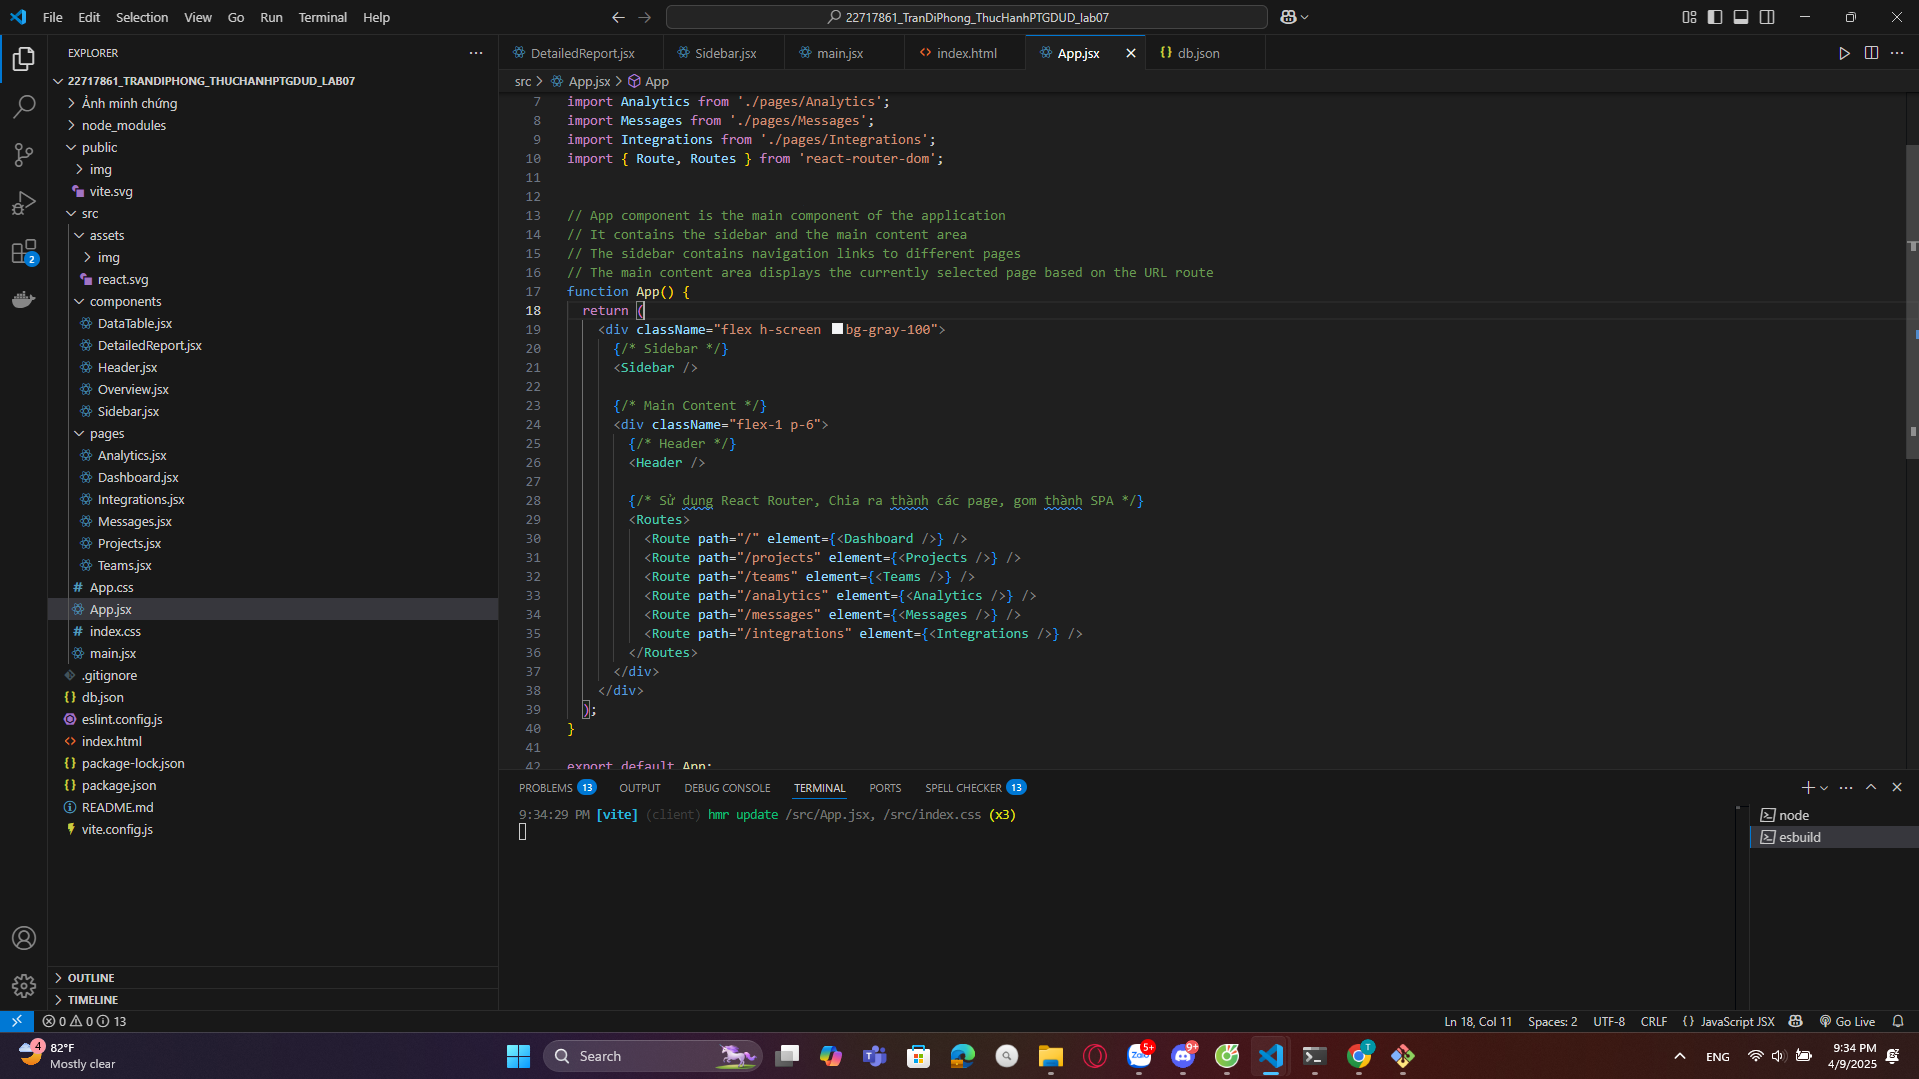 File Edit Selection View Go Run Terminal Help
22717861_TranDiPhong_ThucHanhPTGDUD_lab07
EXPLORER
22717861_TRANDIPHONG_THUCHANHPTGDUD_LAB07
Ảnh minh chứng
node_modules
public
img
vite.svg
src
assets
img
react.svg
components
DataTable.jsx
DetailedReport.jsx
Header.jsx
Overview.jsx
Sidebar.jsx
pages
Analytics.jsx
Dashboard.jsx
Integrations.jsx
Messages.jsx
Projects.jsx
Teams.jsx
# App.css
App.jsx
# index.css
main.jsx
.gitignore
{} db.json
eslint.config.js
<> index.html
{} package-lock.json
{} package.json
README.md
vite.config.js
OUTLINE
TIMELINE
2
DetailedReport.jsx Sidebar.jsx main.jsx <> index.html App.jsx {} db.json
src > App.jsx > App
7 import Analytics from './pages/Analytics';
8 import Messages from './pages/Messages';
9 import Integrations from './pages/Integrations';
10 import { Route, Routes } from 'react-router-dom';
11
12
13 // App component is the main component of the application
14 // It contains the sidebar and the main content area
15 // The sidebar contains navigation links to different pages
16 // The main content area displays the currently selected page based on the URL route
17 function App() {
18 return (
19 <div className="flex h-screen bg-gray-100">
20 {/* Sidebar */}
21 <Sidebar />
22
23 {/* Main Content */}
24 <div className="flex-1 p-6">
25 {/* Header */}
26 <Header />
27
28 {/* Sử dụng React Router, Chia ra thành các page, gom thành SPA */}
29 <Routes>
30 <Route path="/" element={<Dashboard />} />
31 <Route path="/projects" element={<Projects />} />
32 <Route path="/teams" element={<Teams />} />
33 <Route path="/analytics" element={<Analytics />} />
34 <Route path="/messages" element={<Messages />} />
35 <Route path="/integrations" element={<Integrations />} />
36 </Routes>
37 </div>
38 </div>
39 );
40 }
41
42 export default App;
PROBLEMS 13 OUTPUT DEBUG CONSOLE TERMINAL PORTS SPELL CHECKER 13
9:34:29 PM [vite] (client) hmr update /src/App.jsx, /src/index.css (x3)
node
esbuild
0 0 13
Ln 18, Col 11 Spaces: 2 UTF-8 CRLF {} JavaScript JSX Go Live
4
82°F
Mostly clear
Search
Zalo 5+
9+
T
ENG
9:34 PM
4/9/2025